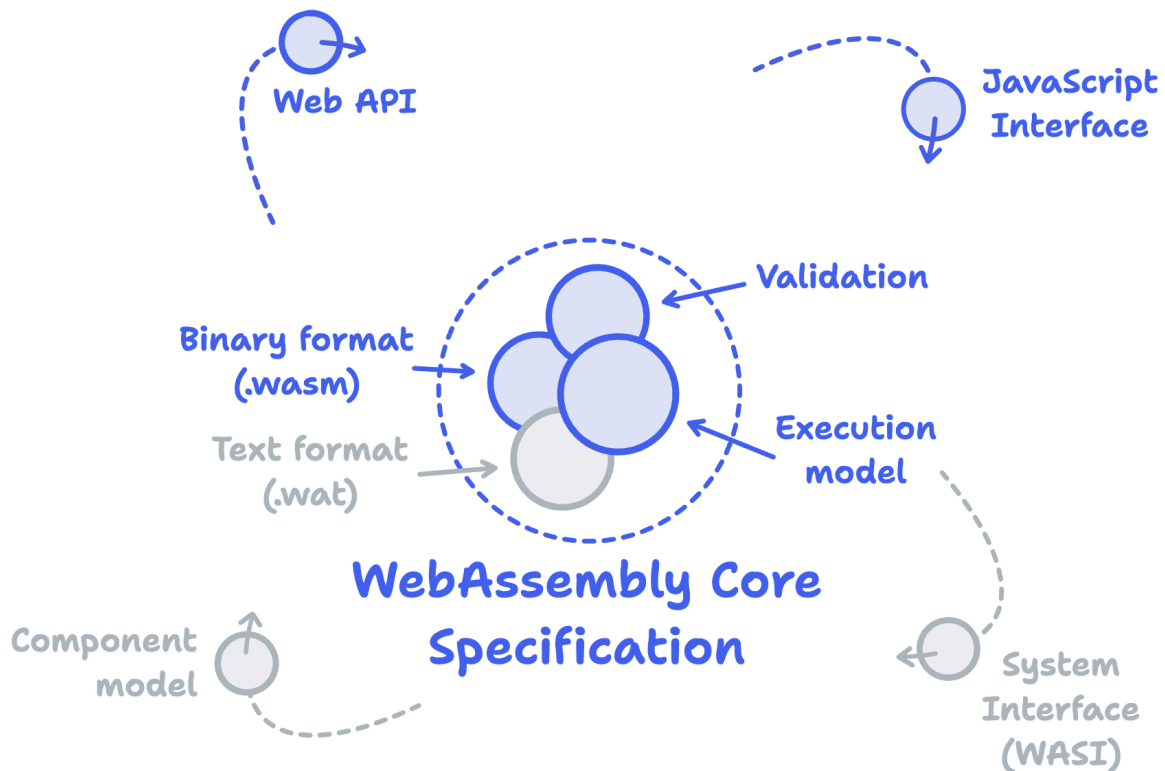 Web API
JavaScript
Interface
Validation
Binary format
(.wasm)
Execution
model
Text format
(.wat)
WebAssembly Core
Specification
Component
model
System
Interface
(WASI)